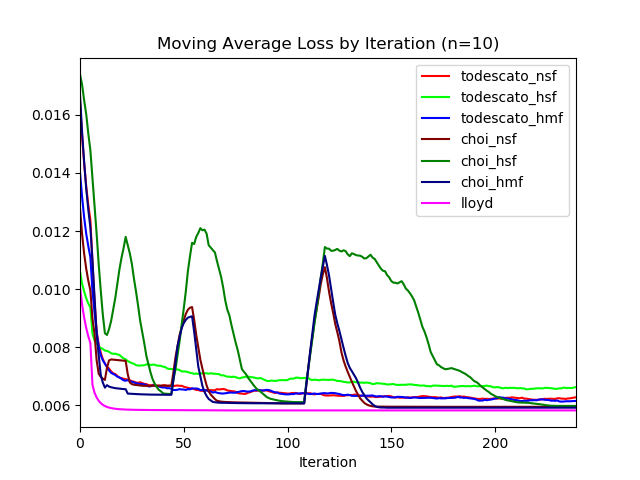 Moving Average Loss by Iteration (n=10)
0.016
0.014
0.012
0.010
0.008
0.006
0
50
100
150
200
Iteration
todescato_nsf
todescato_hsf
todescato_hmf
choi_nsf
choi_hsf
choi_hmf
lloyd